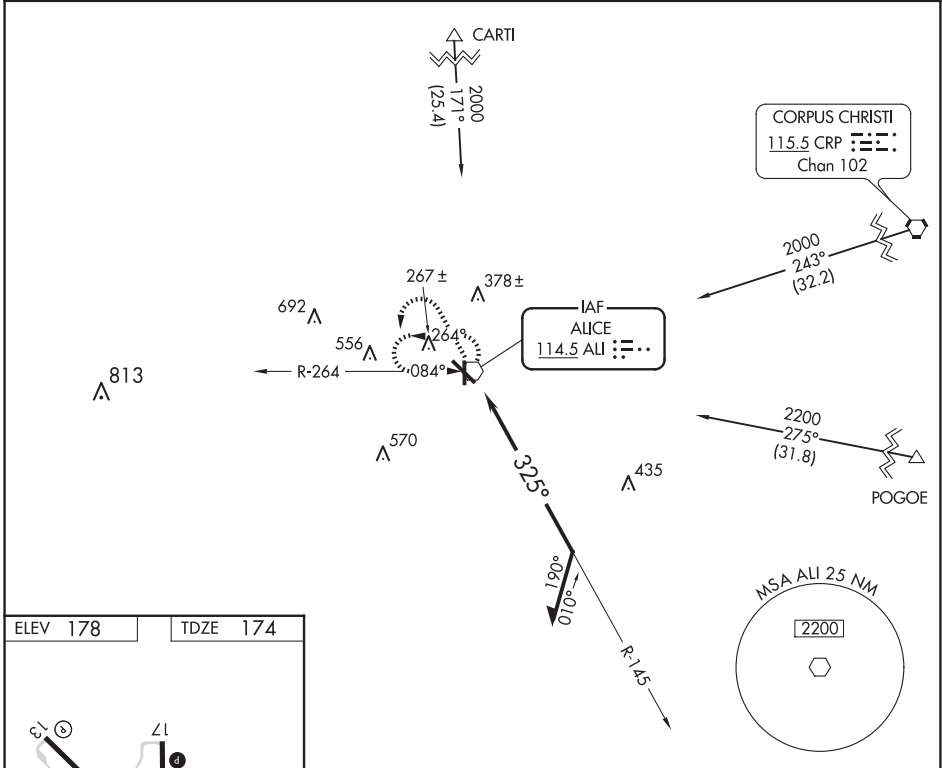 CARTI
2000
171°
(25.4)
CORPUS CHRISTI
115.5 CRP
Chan 102
2000
243°
(32.2)
267 ±
378 ±
692
IAF
ALICE
114.5 ALI
264°
556
R-264
084°
813
2200
275°
(31.8)
570
325°
435
POGOE
190°
010°
MSA ALI 25 NM
2200
R-145
ELEV 178
TDZE 174
13
P
17
P